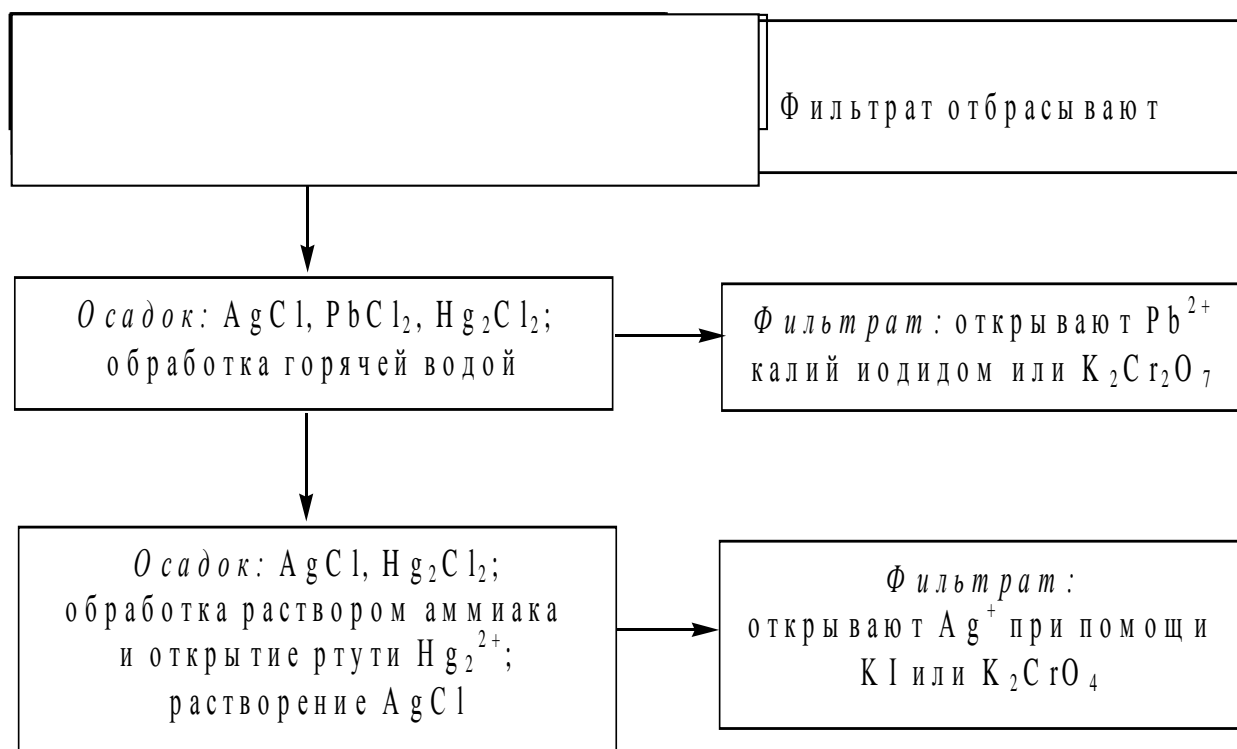 Фильтрат отбрасывают
Осадок: AgCl, PbCl₂, Hg₂Cl₂;
обработка горячей водой
Фильтрат: открывают Pb²⁺
калий иодидом или K₂Cr₂O₇
Осадок: AgCl, Hg₂Cl₂;
обработка раствором аммиака
и открытие ртути Hg₂²⁺;
растворение AgCl
Фильтрат:
открывают Ag⁺ при помощи
KI или K₂CrO₄